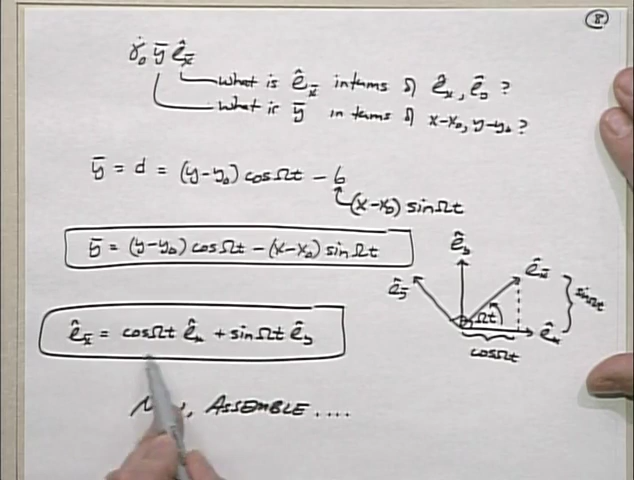 8
γ̇₀ ȳ ê_x̄
what is ê_x̄ in terms of ê_x, ê_y ?
what is ȳ in terms of x-x₀, y-y₀ ?
ȳ = d = (y-y₀) cosΩt - b
(x-x₀) sinΩt
ȳ = (y-y₀) cosΩt - (x-x₀) sinΩt
ê_y
ê_x̄
ê_ȳ
sinΩt
Ωt
ê_x
cosΩt
ê_x̄ = cosΩt ê_x + sinΩt ê_y
, ASSEMBLE ....